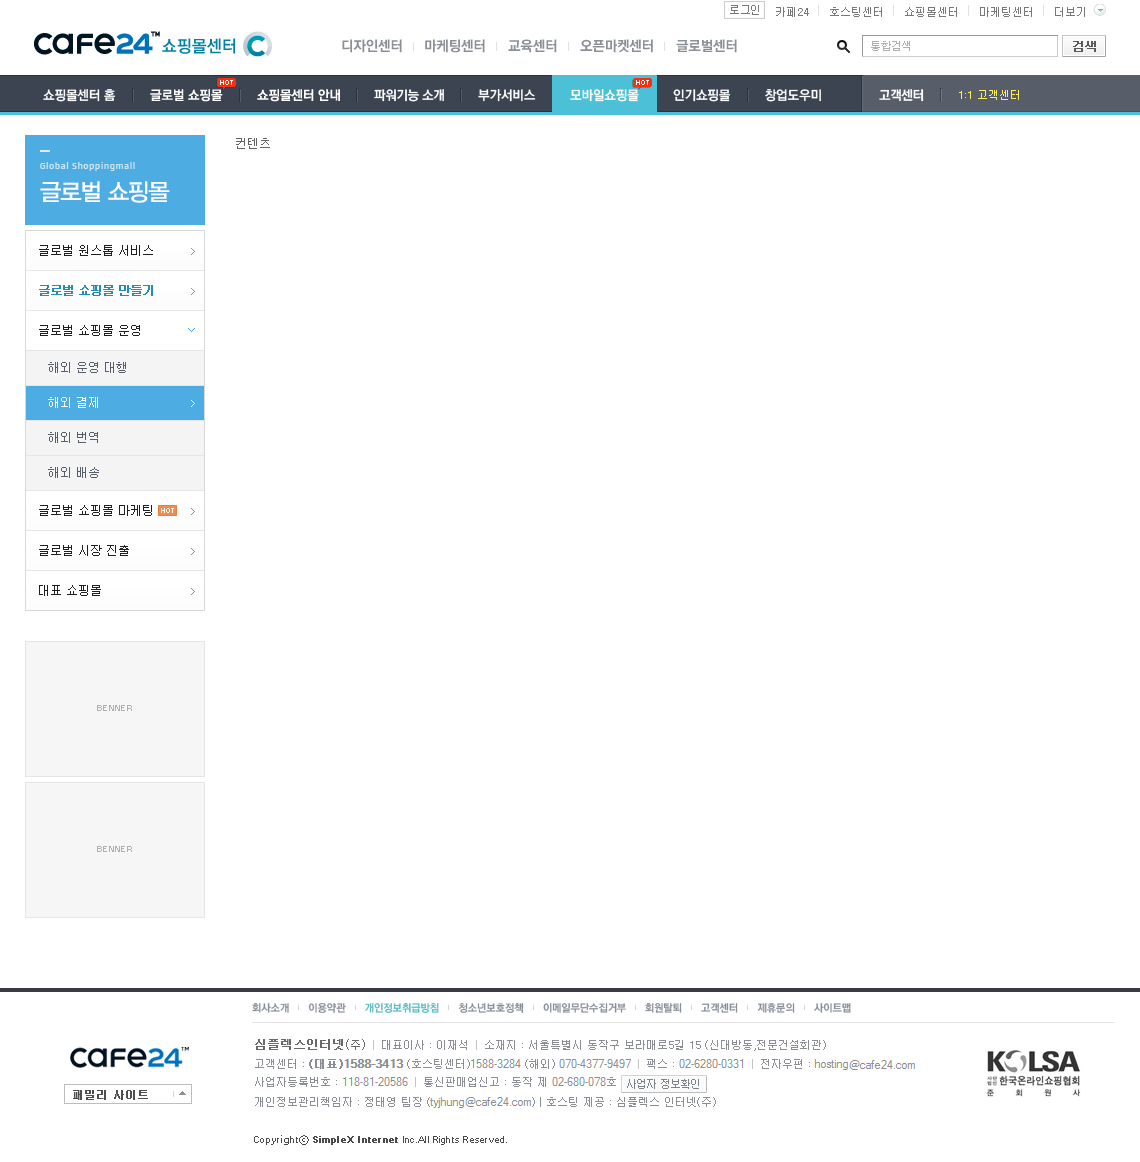 로그인 카페24 호스팅센터 쇼핑몰센터 마케팅센터 더보기
cafe24™ 쇼핑몰센터 C 디자인센터 마케팅센터 교육센터 오픈마켓센터 글로벌센터 통합검색 검색
HOT HOT
쇼핑몰센터 홈 글로벌 쇼핑몰 쇼핑몰센터 안내 파워기능 소개 부가서비스 모바일쇼핑몰 인기쇼핑몰 창업도우미 고객센터 1:1 고객센터
컨텐츠
Global Shoppingmall
글로벌 쇼핑몰
글로벌 원스톱 서비스
글로벌 쇼핑몰 만들기
글로벌 쇼핑몰 운영
해외 운영 대행
해외 결제
해외 번역
해외 배송
글로벌 쇼핑몰 마케팅 HOT
글로벌 시장 진출
대표 쇼핑몰
BENNER
BENNER
회사소개 이용약관 개인정보취급방침 청소년보호정책 이메일무단수집거부 회원탈퇴 고객센터 제휴문의 사이트맵
cafe24™
패밀리 사이트
심플렉스인터넷(주) | 대표이사 : 이재석 | 소재지 : 서울특별시 동작구 보라매로5길 15 (신대방동,전문건설회관)
고객센터 : (대표)1588-3413 (호스팅센터)1588-3284 (해외) 070-4377-9497 | 팩스 : 02-6280-0331 | 전자우편 : hosting@cafe24.com
사업자등록번호 : 118-81-20586 | 통신판매업신고 : 동작 제 02-680-078호 사업자 정보확인
개인정보관리책임자 : 정태영 팀장 (tyjhung@cafe24.com) | 호스팅 제공 : 심플렉스 인터넷(주)
Copyright© SimpleX Internet Inc.All Rights Reserved.
KOLSA
사단법인 한국온라인쇼핑협회
준 회 원 사